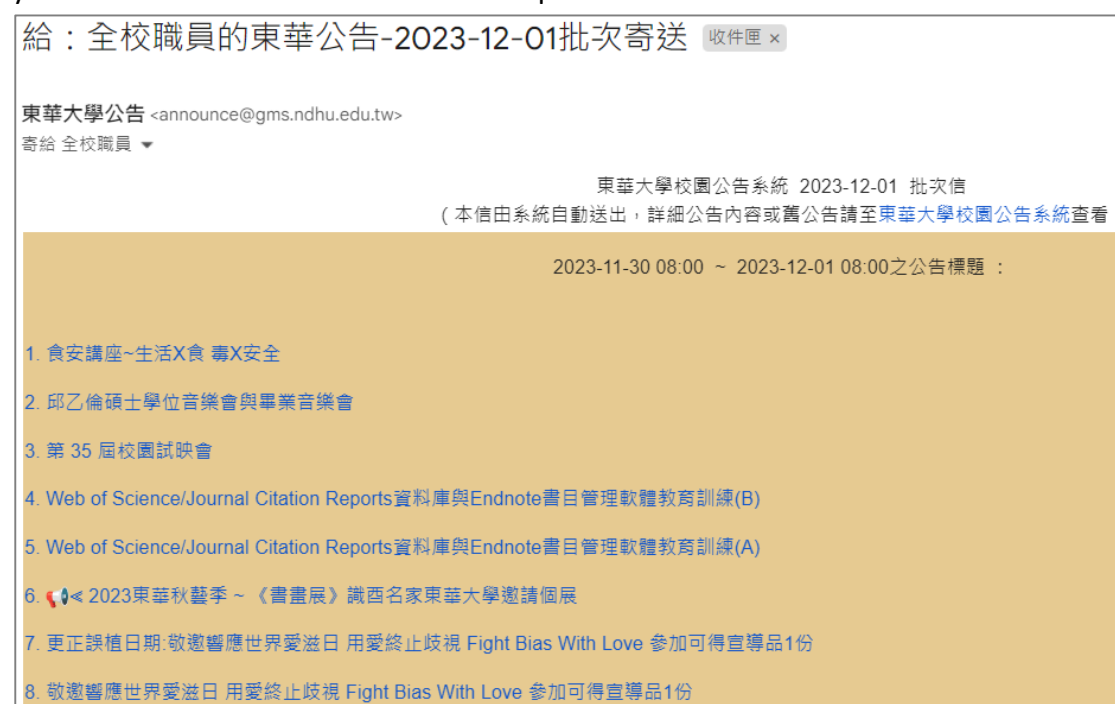 給：全校職員的東華公告-2023-12-01批次寄送 收件匣 ×
東華大學公告 <announce@gms.ndhu.edu.tw>
寄給 全校職員
東華大學校園公告系統 2023-12-01 批次信
(本信由系統自動送出，詳細公告內容或舊公告請至東華大學校園公告系統查看
2023-11-30 08:00 ~ 2023-12-01 08:00之公告標題 ：
1. 食安講座~生活X食 毒X安全
2. 邱乙倫碩士學位音樂會與畢業音樂會
3. 第 35 屆校園試映會
4. Web of Science/Journal Citation Reports資料庫與Endnote書目管理軟體教育訓練(B)
5. Web of Science/Journal Citation Reports資料庫與Endnote書目管理軟體教育訓練(A)
6. 📢⋞ 2023東華秋藝季 ~ 《書畫展》識酉名家東華大學邀請個展
7. 更正誤植日期:敬邀響應世界愛滋日 用愛終止歧視 Fight Bias With Love 參加可得宣導品1份
8. 敬邀響應世界愛滋日 用愛終止歧視 Fight Bias With Love 參加可得宣導品1份